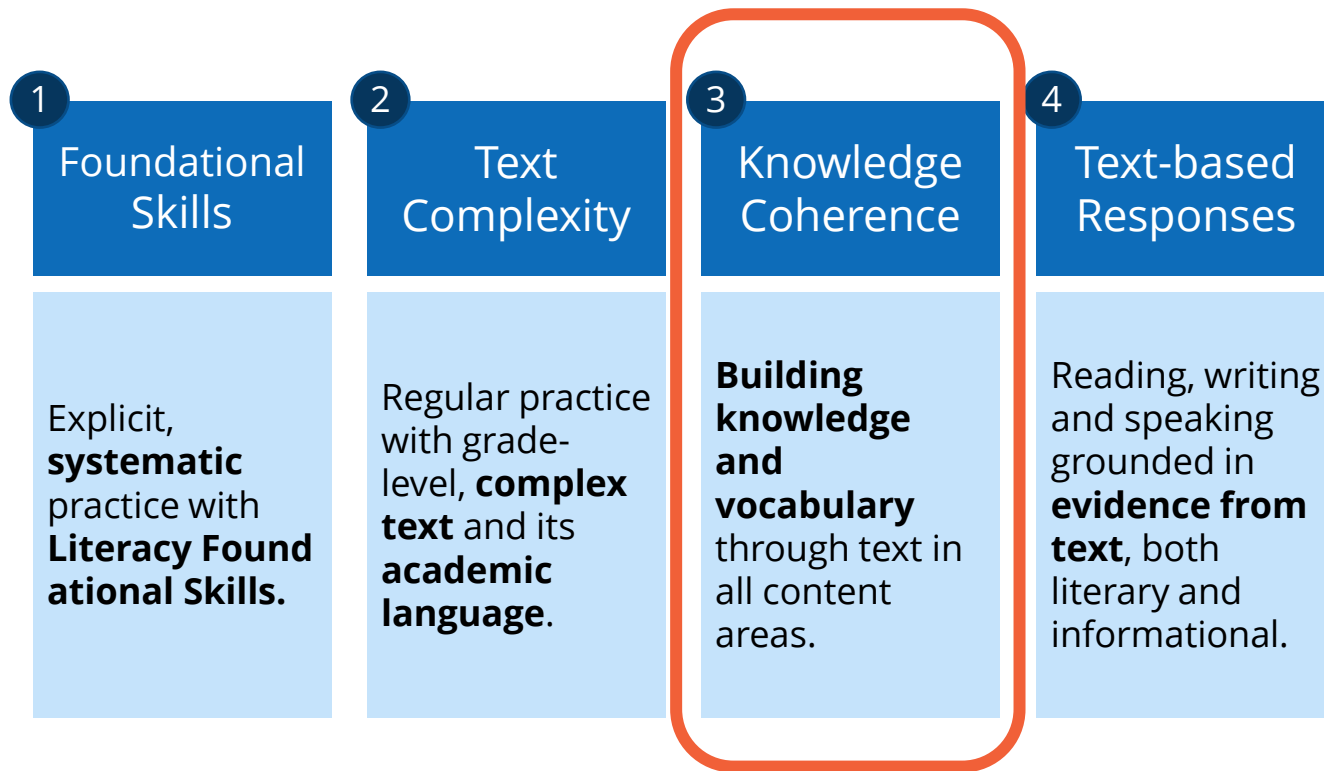 1
Foundational
Skills
Explicit,
systematic
practice with
Literacy Found
ational Skills.
2
Text
Complexity
Regular practice
with grade-
level, complex
text and its
academic
language.
3
Knowledge
Coherence
Building
knowledge
and
vocabulary
through text in
all content
areas.
4
Text-based
Responses
Reading, writing
and speaking
grounded in
evidence from
text, both
literary and
informational.